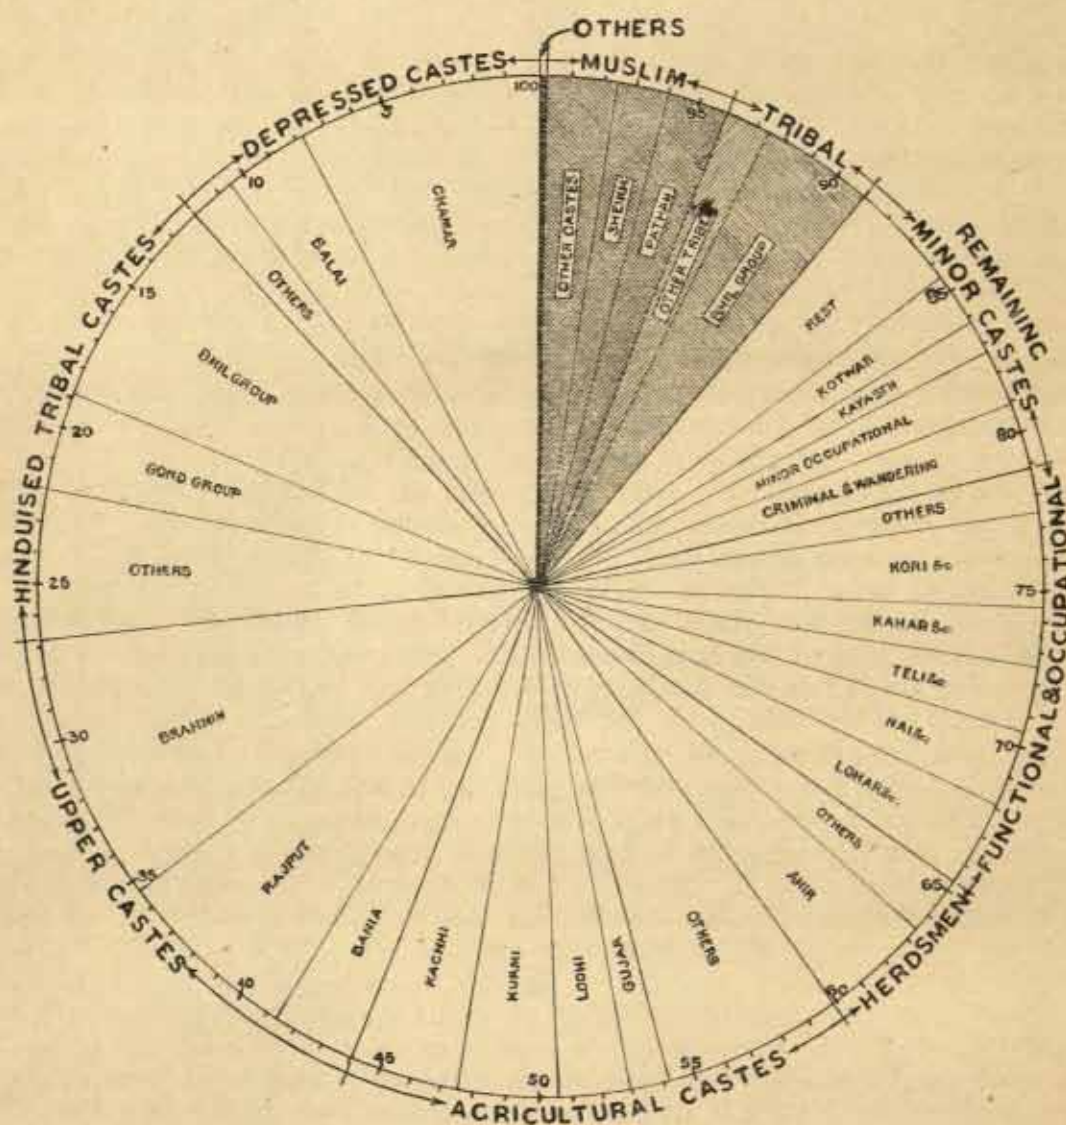 OTHERS
MUSLIM
TRIBAL
REMAINING
MINOR CASTES
FUNCTIONAL & OCCUPATIONAL
HERDSMEN
AGRICULTURAL CASTES
UPPER CASTES
HINDUISED TRIBAL CASTES
DEPRESSED CASTES
100
95
90
85
80
75
70
65
60
55
50
45
40
35
30
25
20
15
10
5
OTHER CASTES
SHEIKH
PATHAN
OTHER TRIBES
BHIL GROUP
REST
KOTWAR
KAYASTH
MINOR OCCUPATIONAL
CRIMINAL & WANDERING
OTHERS
KORI &c
KAHAR &c
TELI &c
NAI &c
LOHAR &c.
OTHERS
AHIR
OTHERS
GUJAR
LODHI
KURMI
KACHHI
BANIA
RAJPUT
BRAHMIN
OTHERS
GOND GROUP
BHIL GROUP
OTHERS
BALAI
CHAMAR